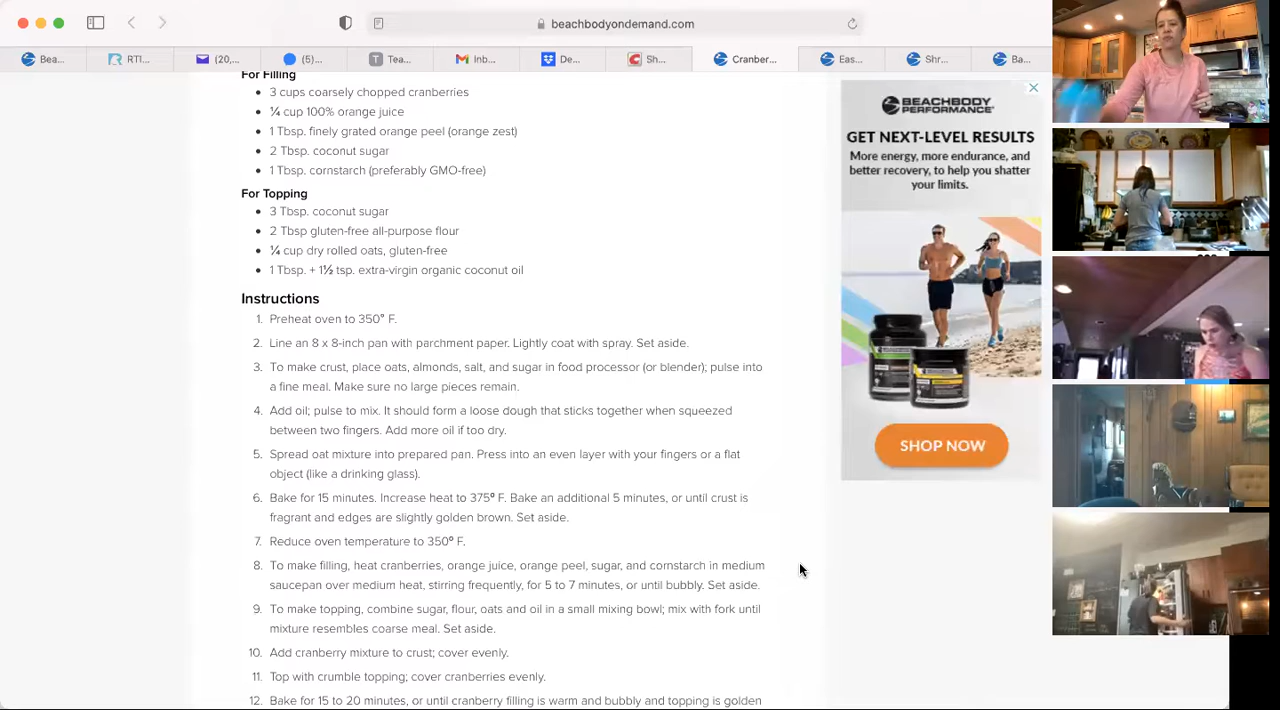 beachbodyondemand.com
Bea...
RTI...
(20,...
(5)...
Tea...
Inb...
De...
Sh...
Cranber...
Eas...
Shr...
Ba...
For Filling
• 3 cups coarsely chopped cranberries
• ¼ cup 100% orange juice
• 1 Tbsp. finely grated orange peel (orange zest)
• 2 Tbsp. coconut sugar
• 1 Tbsp. cornstarch (preferably GMO-free)
For Topping
• 3 Tbsp. coconut sugar
• 2 Tbsp gluten-free all-purpose flour
• ¼ cup dry rolled oats, gluten-free
• 1 Tbsp. + 1½ tsp. extra-virgin organic coconut oil
Instructions
1. Preheat oven to 350° F.
2. Line an 8 x 8-inch pan with parchment paper. Lightly coat with spray. Set aside.
3. To make crust, place oats, almonds, salt, and sugar in food processor (or blender); pulse into
a fine meal. Make sure no large pieces remain.
4. Add oil; pulse to mix. It should form a loose dough that sticks together when squeezed
between two fingers. Add more oil if too dry.
5. Spread oat mixture into prepared pan. Press into an even layer with your fingers or a flat
object (like a drinking glass).
6. Bake for 15 minutes. Increase heat to 375º F. Bake an additional 5 minutes, or until crust is
fragrant and edges are slightly golden brown. Set aside.
7. Reduce oven temperature to 350º F.
8. To make filling, heat cranberries, orange juice, orange peel, sugar, and cornstarch in medium
saucepan over medium heat, stirring frequently, for 5 to 7 minutes, or until bubbly. Set aside.
9. To make topping, combine sugar, flour, oats and oil in a small mixing bowl; mix with fork until
mixture resembles coarse meal. Set aside.
10. Add cranberry mixture to crust; cover evenly.
11. Top with crumble topping; cover cranberries evenly.
12. Bake for 15 to 20 minutes, or until cranberry filling is warm and bubbly and topping is golden
BEACHBODY
PERFORMANCE
GET NEXT-LEVEL RESULTS
More energy, more endurance, and
better recovery, to help you shatter
your limits.
SHOP NOW